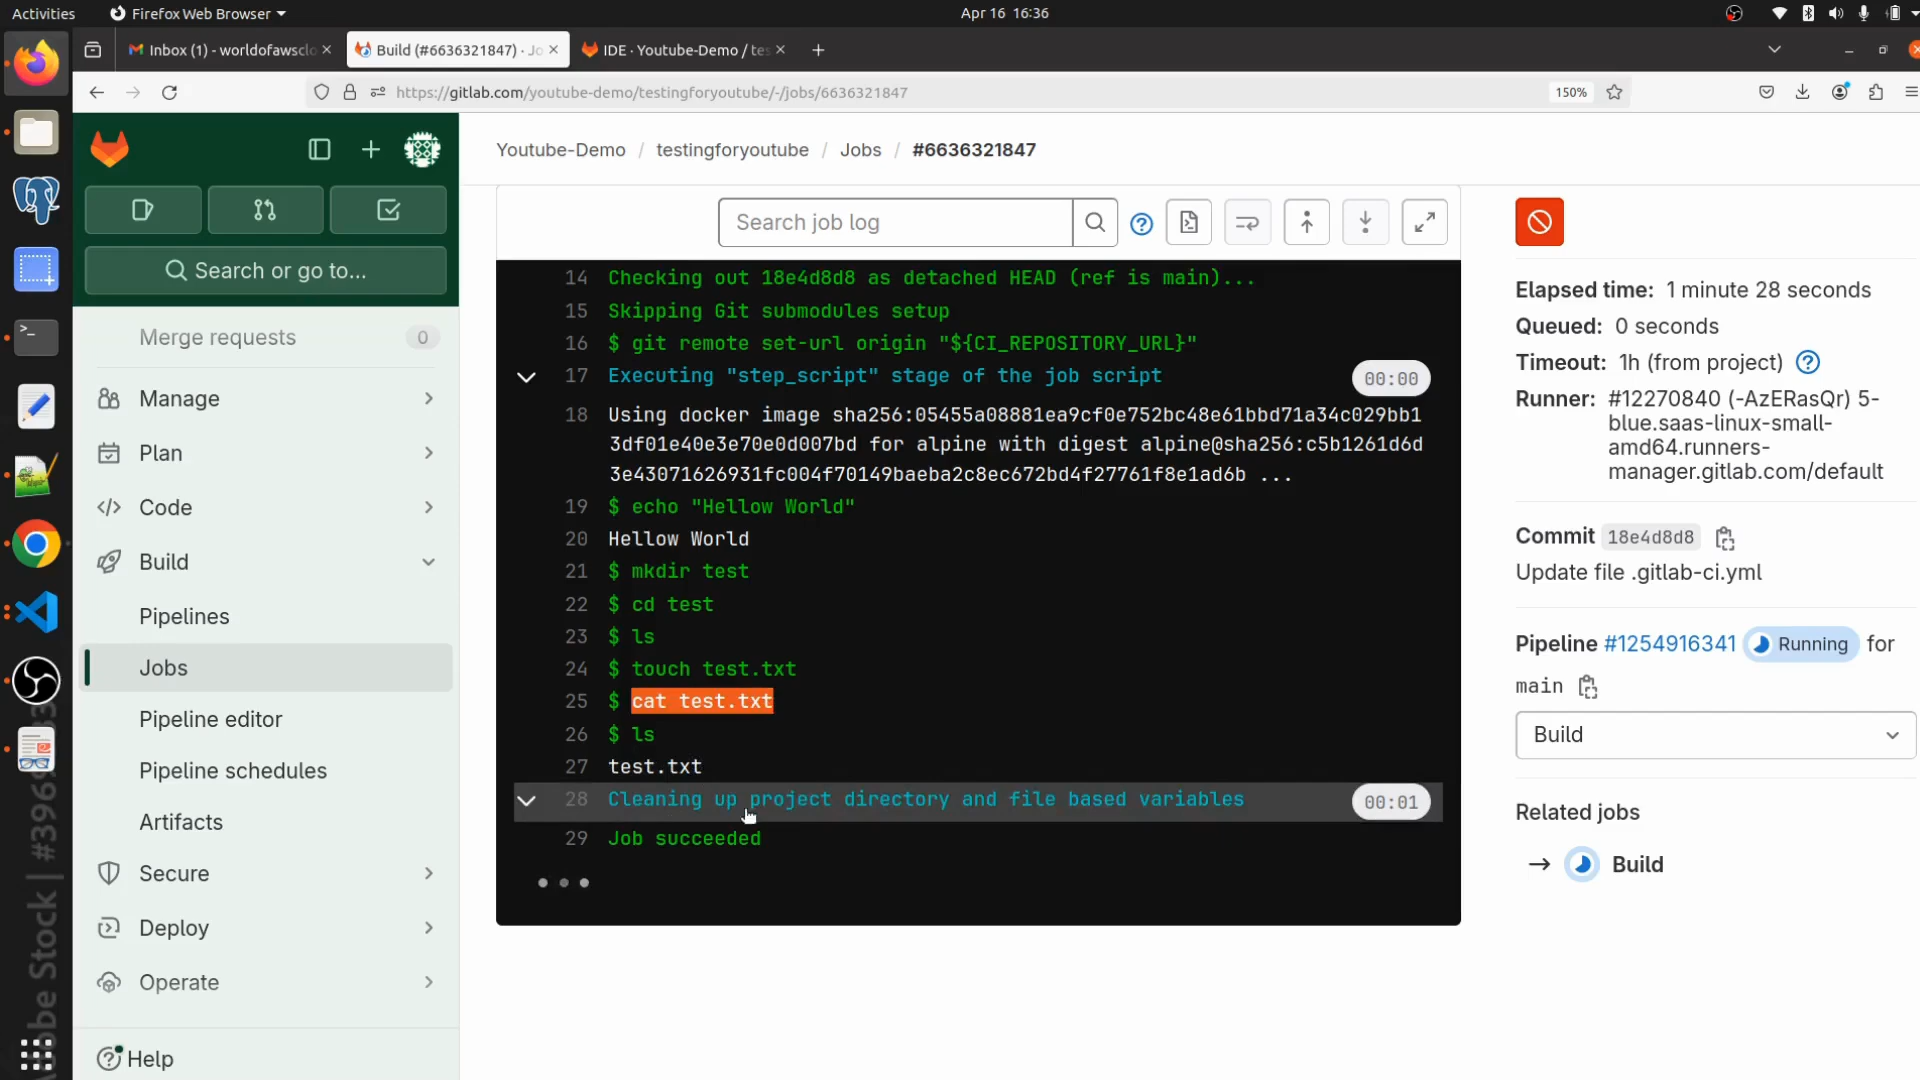 Activities
Firefox Web Browser
Apr 16 16:36
Inbox (1) - worldofawsclo
Build (#6636321847) · Jo
IDE · Youtube-Demo / tes
https://gitlab.com/youtube-demo/testingforyoutube/-/jobs/6636321847
150%
Youtube-Demo / testingforyoutube / Jobs / #6636321847
Search or go to...
Merge requests 0
Manage
Plan
Code
Build
Pipelines
Jobs
Pipeline editor
Pipeline schedules
Artifacts
Secure
Deploy
Operate
Help
Search job log
14 Checking out 18e4d8d8 as detached HEAD (ref is main)...
15 Skipping Git submodules setup
16 $ git remote set-url origin "${CI_REPOSITORY_URL}"
17 Executing "step_script" stage of the job script 00:00
18 Using docker image sha256:05455a08881ea9cf0e752bc48e61bbd71a34c029bb1
3df01e40e3e70e0d007bd for alpine with digest alpine@sha256:c5b1261d6d
3e43071626931fc004f70149baeba2c8ec672bd4f27761f8e1ad6b ...
19 $ echo "Hellow World"
20 Hellow World
21 $ mkdir test
22 $ cd test
23 $ ls
24 $ touch test.txt
25 $ cat test.txt
26 $ ls
27 test.txt
28 Cleaning up project directory and file based variables 00:01
29 Job succeeded
Elapsed time: 1 minute 28 seconds
Queued: 0 seconds
Timeout: 1h (from project)
Runner: #12270840 (-AzERasQr) 5-
blue.saas-linux-small-
amd64.runners-
manager.gitlab.com/default
Commit 18e4d8d8
Update file .gitlab-ci.yml
Pipeline #1254916341 Running for
main
Build
Related jobs
→ Build